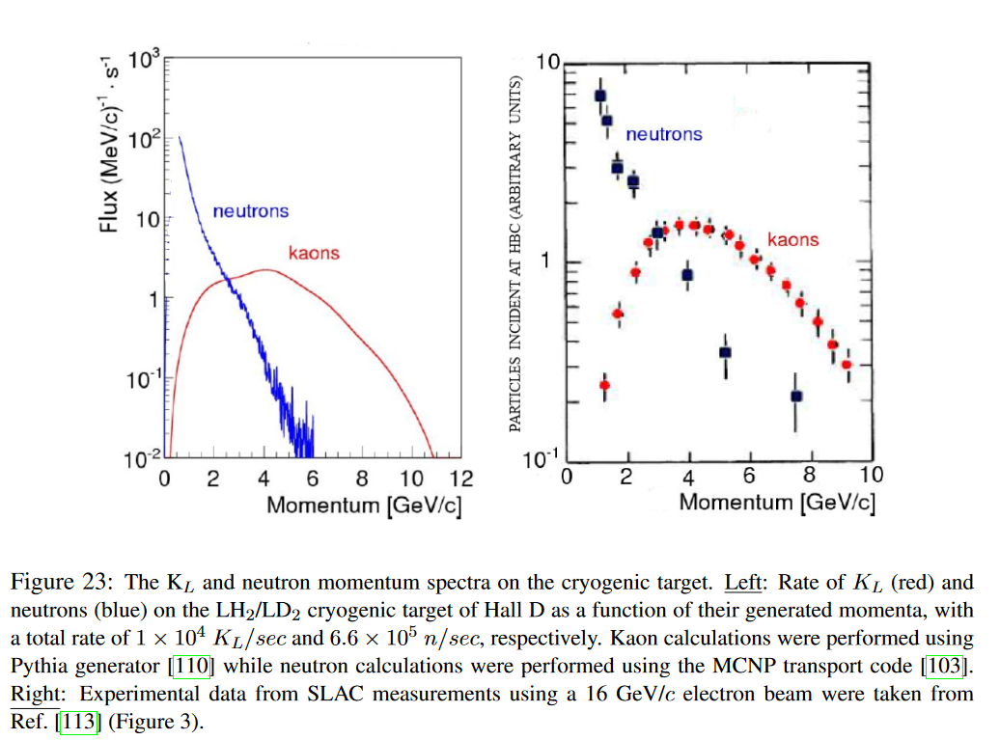 10³
10²
10
1
10⁻¹
10⁻²
Flux (MeV/c)⁻¹ · s⁻¹
neutrons
kaons
0 2 4 6 8 10 12
Momentum [GeV/c]
10
1
10⁻¹
PARTICLES INCIDENT AT HBC (ARBITRARY UNITS)
neutrons
kaons
0 2 4 6 8 10
Momentum [GeV/c]
Figure 23: The K_L and neutron momentum spectra on the cryogenic target. Left: Rate of K_L (red) and
neutrons (blue) on the LH₂/LD₂ cryogenic target of Hall D as a function of their generated momenta, with
a total rate of 1 × 10⁴ K_L/sec and 6.6 × 10⁵ n/sec, respectively. Kaon calculations were performed using
Pythia generator [110] while neutron calculations were performed using the MCNP transport code [103].
Right: Experimental data from SLAC measurements using a 16 GeV/c electron beam were taken from
Ref. [113] (Figure 3).